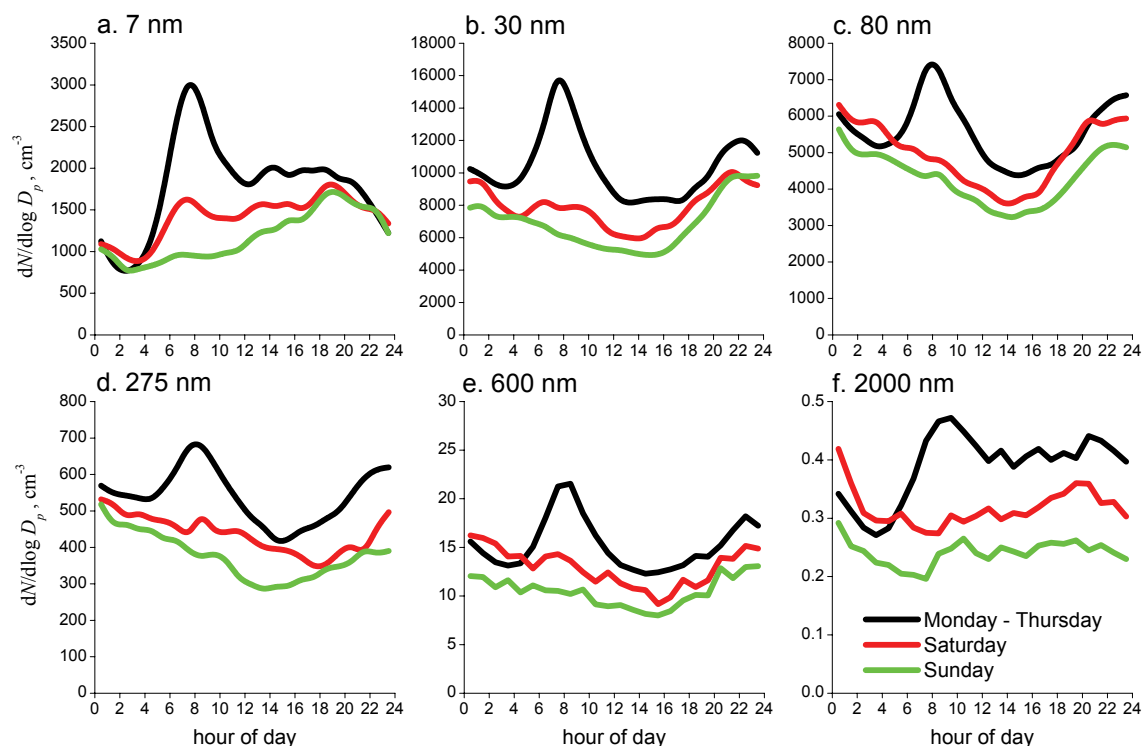 a. 7 nm
3500
3000
2500
2000
1500
1000
500
0
0 2 4 6 8 10 12 14 16 18 20 22 24
dN/dlog Dp, cm-3
b. 30 nm
18000
16000
14000
12000
10000
8000
6000
4000
2000
0
0 2 4 6 8 10 12 14 16 18 20 22 24
c. 80 nm
8000
7000
6000
5000
4000
3000
2000
1000
0
0 2 4 6 8 10 12 14 16 18 20 22 24
d. 275 nm
800
700
600
500
400
300
200
100
0
0 2 4 6 8 10 12 14 16 18 20 22 24
dN/dlog Dp, cm-3
hour of day
e. 600 nm
30
25
20
15
10
5
0
0 2 4 6 8 10 12 14 16 18 20 22 24
hour of day
f. 2000 nm
0.5
0.4
0.3
0.2
0.1
0.0
0 2 4 6 8 10 12 14 16 18 20 22 24
Monday - Thursday
Saturday
Sunday
hour of day